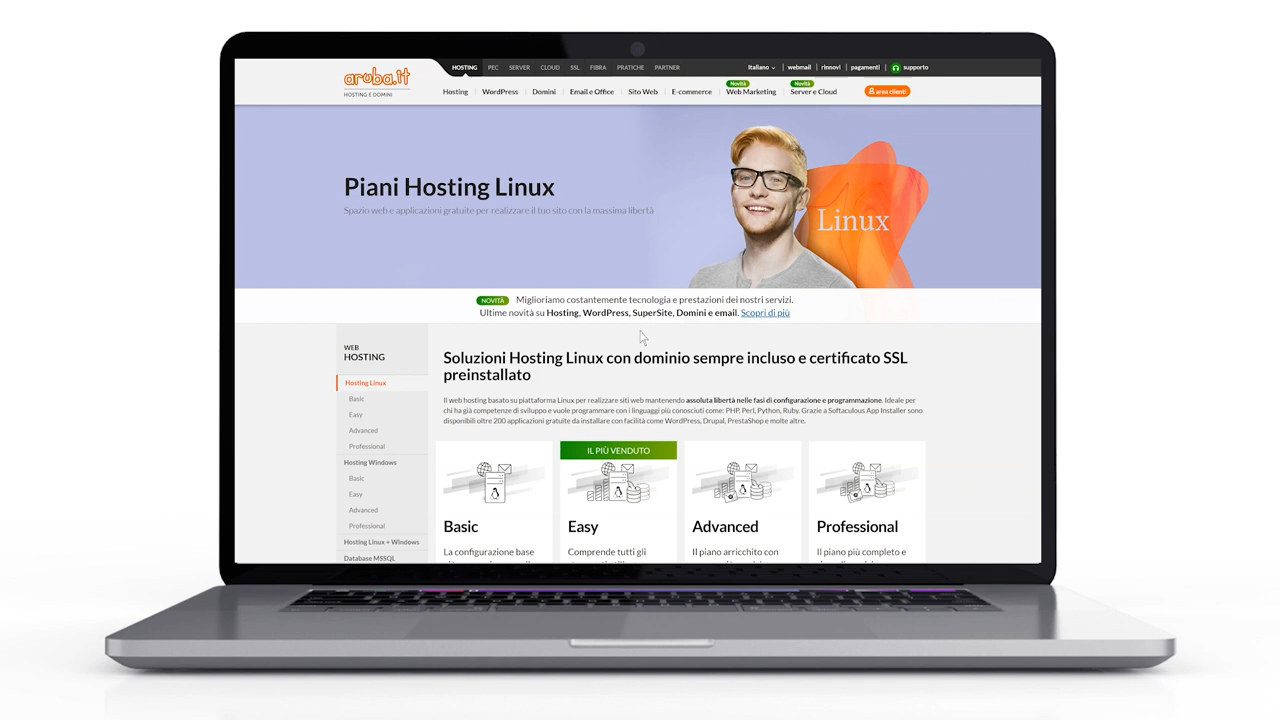 aruba.it
HOSTING E DOMINI
HOSTING PEC SERVER CLOUD SSL FIBRA PRATICHE PARTNER
Italiano | webmail | rinnovi | pagamenti | supporto
Hosting | WordPress | Domini | Email e Office | Sito Web | E-commerce | Novità Web Marketing | Novità Server e Cloud
area clienti
Piani Hosting Linux
Spazio web e applicazioni gratuite per realizzare il tuo sito con la massima libertà
Linux
NOVITÀ Miglioriamo costantemente tecnologia e prestazioni dei nostri servizi.
Ultime novità su Hosting, WordPress, SuperSite, Domini e email. Scopri di più
WEB
HOSTING
Hosting Linux
Basic
Easy
Advanced
Professional
Hosting Windows
Basic
Easy
Advanced
Professional
Hosting Linux + Windows
Database MSSQL
Soluzioni Hosting Linux con dominio sempre incluso e certificato SSL
preinstallato
Il web hosting basato su piattaforma Linux per realizzare siti web mantenendo assoluta libertà nelle fasi di configurazione e programmazione. Ideale per
chi ha già competenze di sviluppo e vuole programmare con i linguaggi più conosciuti come: PHP, Perl, Python, Ruby. Grazie a Softaculous App Installer sono
disponibili oltre 200 applicazioni gratuite da installare con facilità come WordPress, Drupal, PrestaShop e molte altre.
IL PIÙ VENDUTO
Basic
La configurazione base
Easy
Comprende tutti gli
Advanced
Il piano arricchito con
Professional
Il piano più completo e